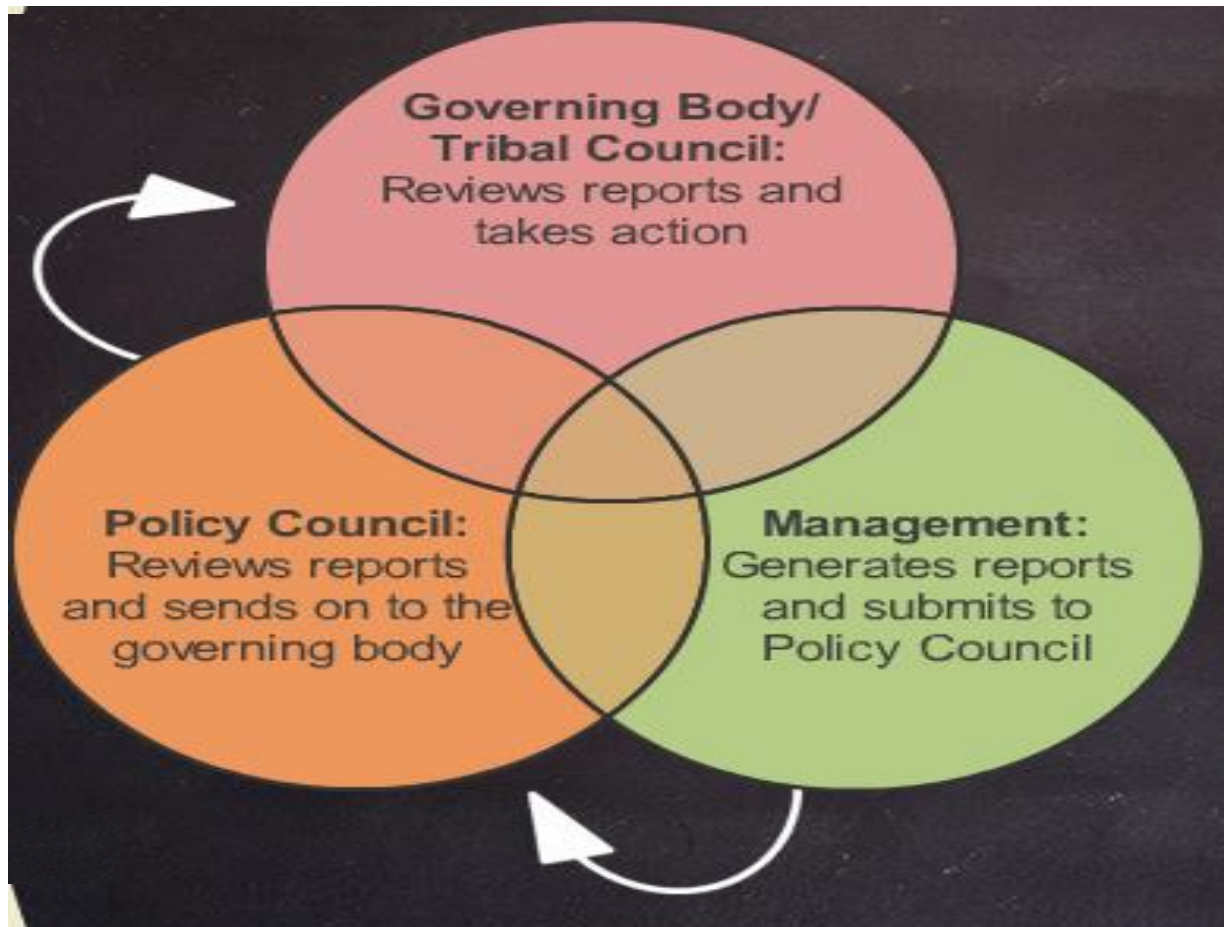 Governing Body/
Tribal Council:
Reviews reports and
takes action
Policy Council:
Reviews reports
and sends on to the
governing body
Management:
Generates reports
and submits to
Policy Council